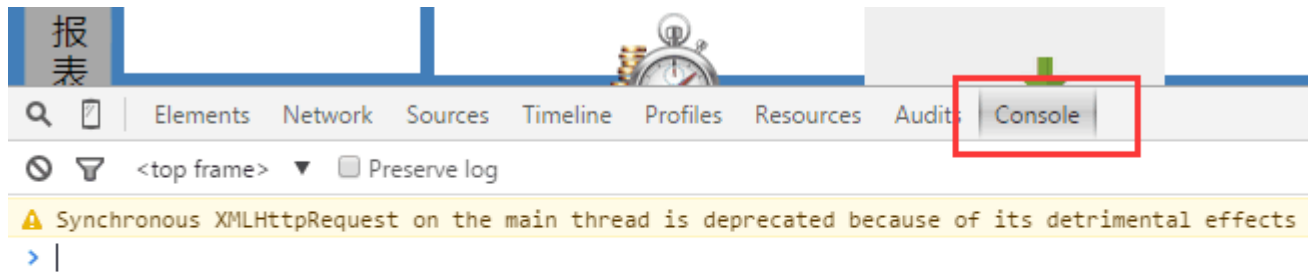 报
表
Elements Network Sources Timeline Profiles Resources Audits Console
<top frame> ▼ Preserve log
Synchronous XMLHttpRequest on the main thread is deprecated because of its detrimental effects
>